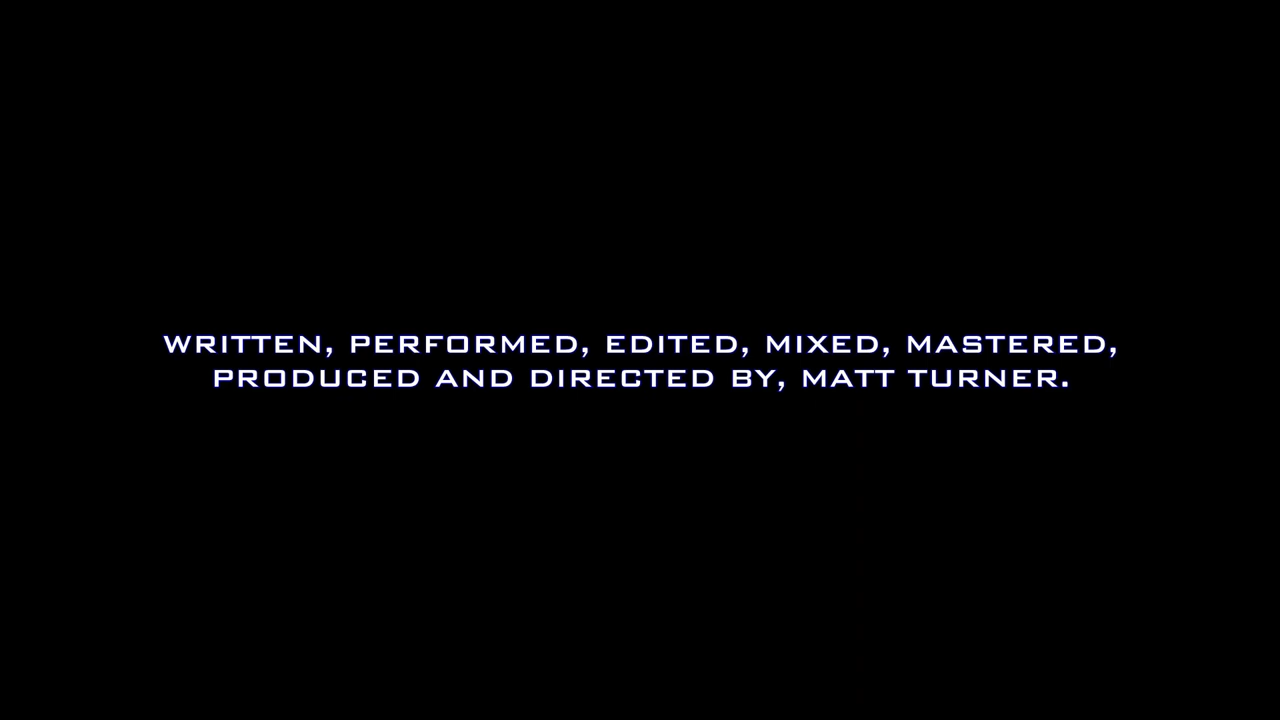 WRITTEN, PERFORMED, EDITED, MIXED, MASTERED,
PRODUCED AND DIRECTED BY, MATT TURNER.